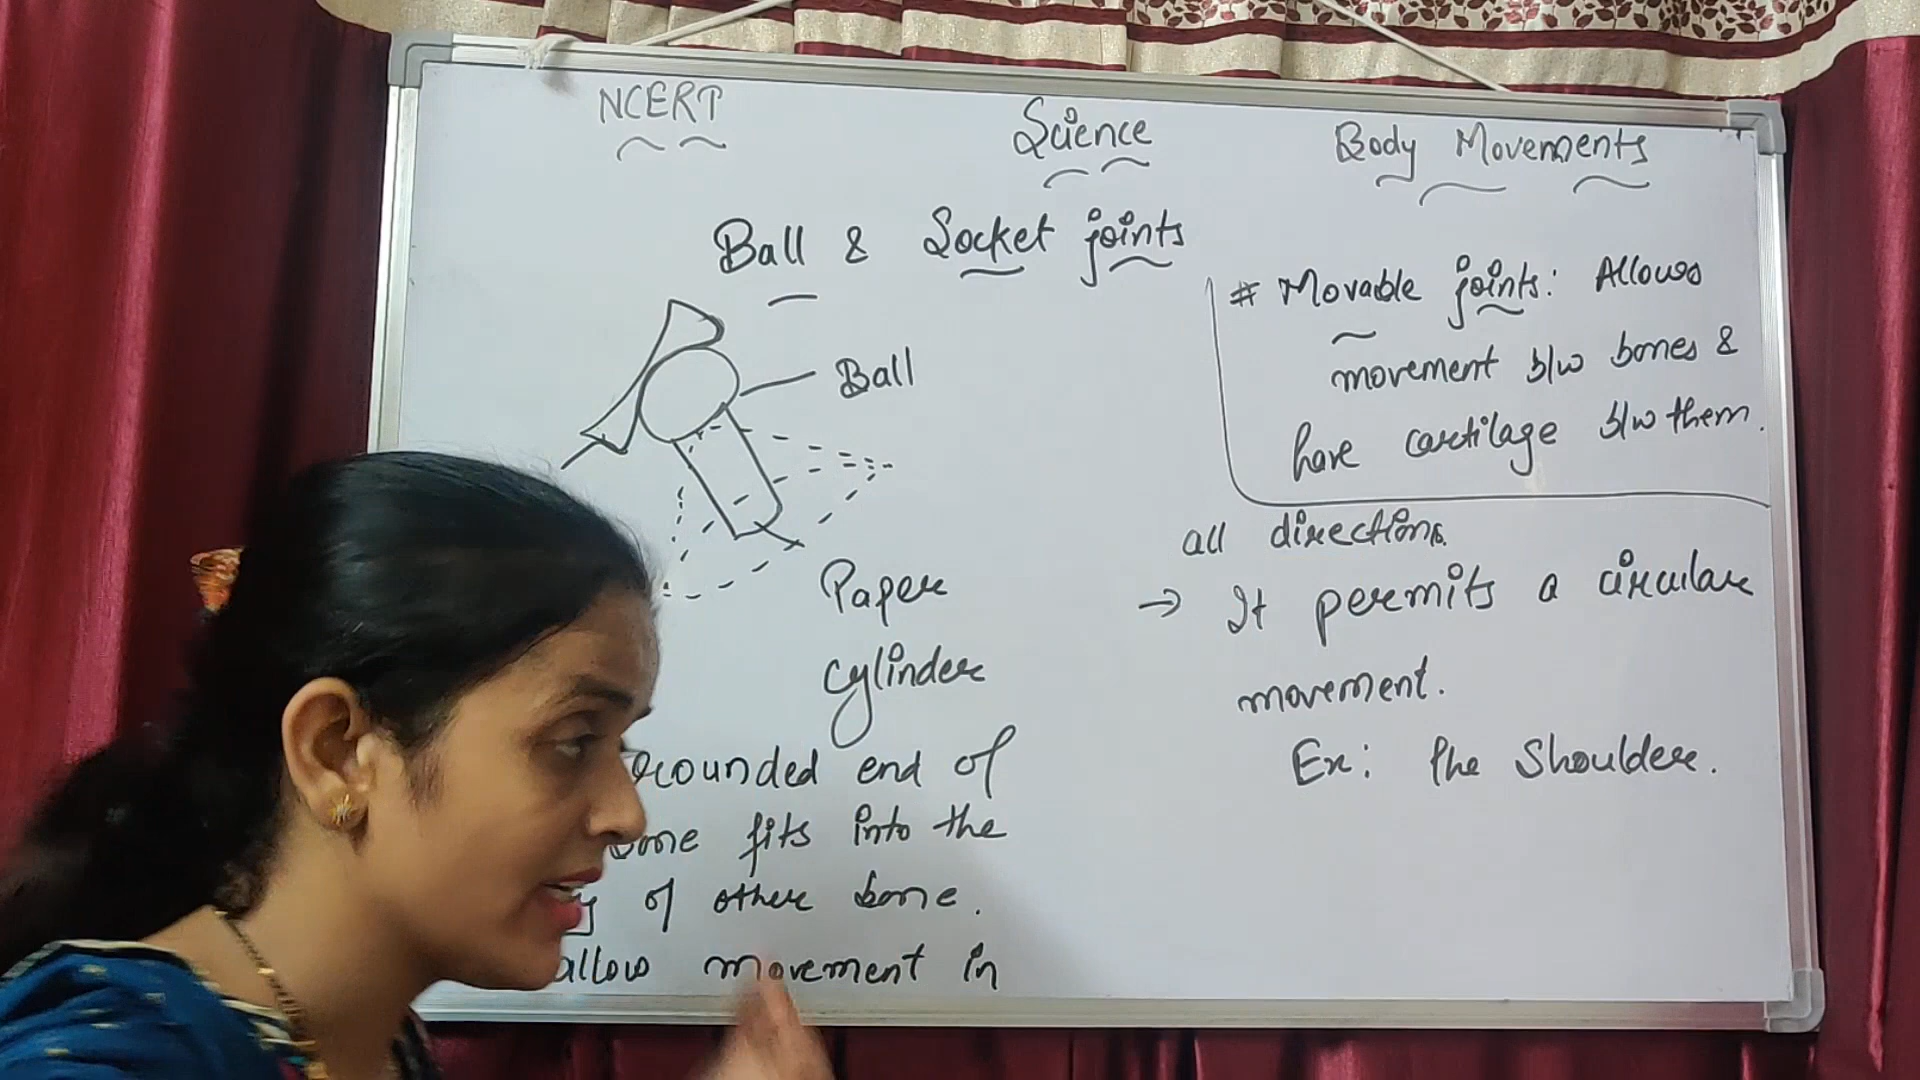 NCERT Science Body Movements
Ball & Socket joints
Ball
Paper
cylinder
rounded end of
fits into the
of other bone.
allow movement in
# Movable joints: Allows
movement b/w bones &
have cartilage b/w them.
all directions.
→ It permits a circular
movement.
Ex: The Shoulder.